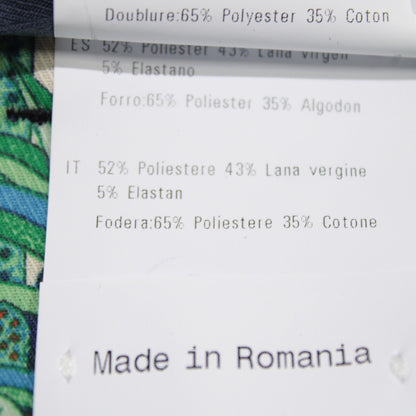 Doublure:65% Polyester 35% Coton
ES 52% Poliester 43% Lana virgen
5% Elastano
Forro:65% Poliester 35% Algodon
IT 52% Poliestere 43% Lana vergine
5% Elastan
Fodera:65% Poliestere 35% Cotone
Made in Romania